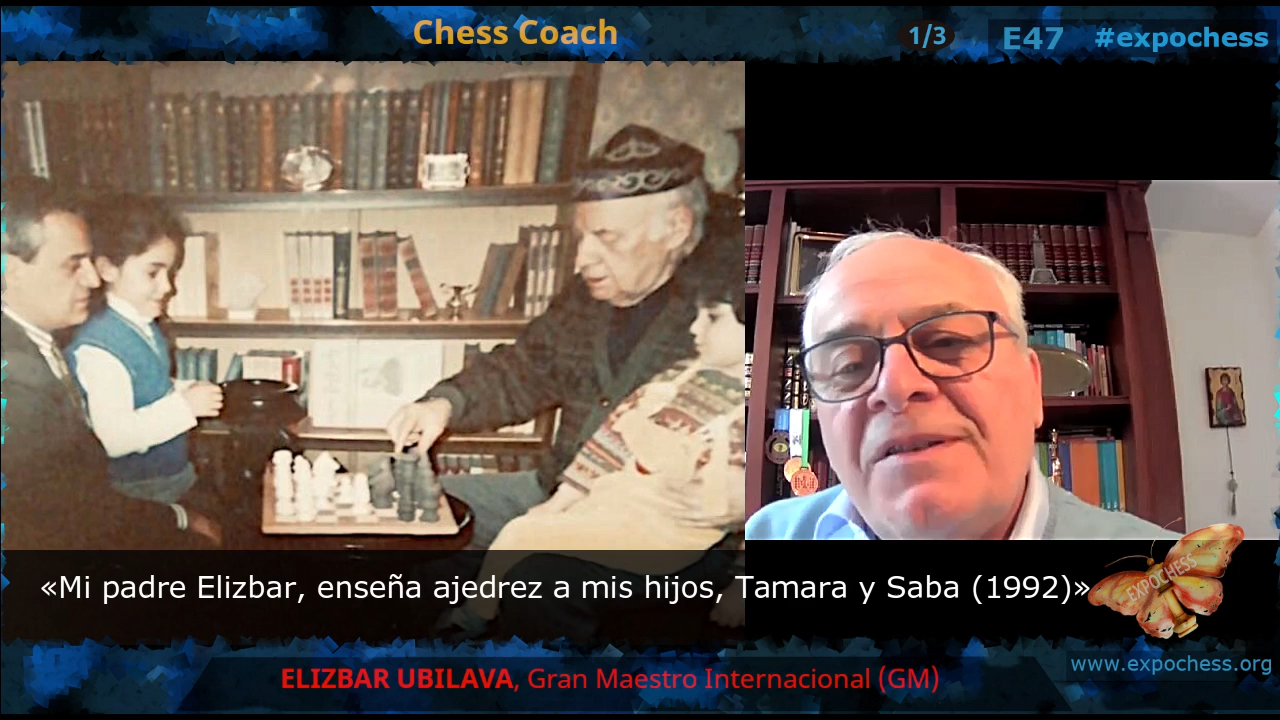 Chess Coach
1/3
E47
#expochess
«Mi padre Elizbar, enseña ajedrez a mis hijos, Tamara y Saba (1992)»
EXPOCHESS
www.expochess.org
ELIZBAR UBILAVA, Gran Maestro Internacional (GM)